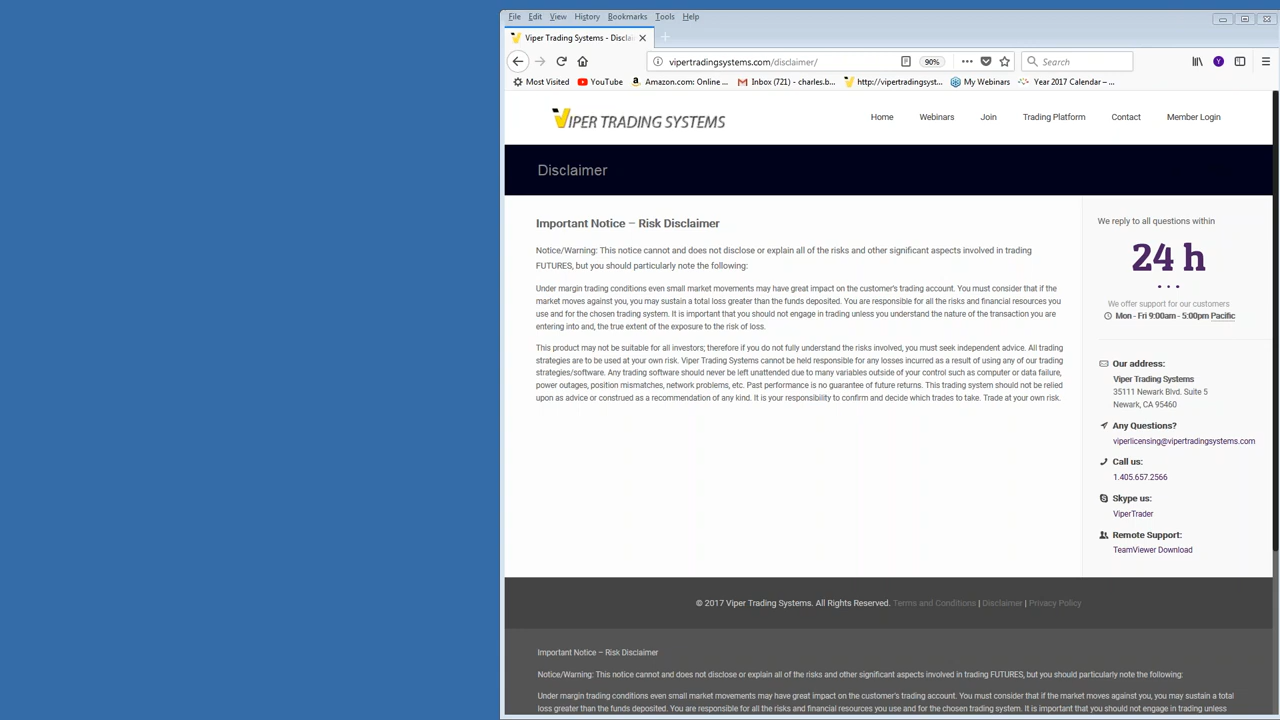 File Edit View History Bookmarks Tools Help
Viper Trading Systems - Disclai
vipertradingsystems.com/disclaimer/ 90% Search
Most Visited YouTube Amazon.com: Online ... Inbox (721) - charles.b... http://vipertradingsyst... My Webinars Year 2017 Calendar – ...
VIPER TRADING SYSTEMS Home Webinars Join Trading Platform Contact Member Login
Disclaimer
Important Notice – Risk Disclaimer
Notice/Warning: This notice cannot and does not disclose or explain all of the risks and other significant aspects involved in trading
FUTURES, but you should particularly note the following:
Under margin trading conditions even small market movements may have great impact on the customer's trading account. You must consider that if the
market moves against you, you may sustain a total loss greater than the funds deposited. You are responsible for all the risks and financial resources you
use and for the chosen trading system. It is important that you should not engage in trading unless you understand the nature of the transaction you are
entering into and, the true extent of the exposure to the risk of loss.
This product may not be suitable for all investors; therefore if you do not fully understand the risks involved, you must seek independent advice. All trading
strategies are to be used at your own risk. Viper Trading Systems cannot be held responsible for any losses incurred as a result of using any of our trading
strategies/software. Any trading software should never be left unattended due to many variables outside of your control such as computer or data failure,
power outages, position mismatches, network problems, etc. Past performance is no guarantee of future returns. This trading system should not be relied
upon as advice or construed as a recommendation of any kind. It is your responsibility to confirm and decide which trades to take. Trade at your own risk.
We reply to all questions within
24 h
We offer support for our customers
Mon - Fri 9:00am - 5:00pm Pacific
Our address:
Viper Trading Systems
35111 Newark Blvd. Suite 5
Newark, CA 95460
Any Questions?
viperlicensing@vipertradingsystems.com
Call us:
1.405.657.2566
Skype us:
ViperTrader
Remote Support:
TeamViewer Download
© 2017 Viper Trading Systems. All Rights Reserved. Terms and Conditions | Disclaimer | Privacy Policy
Important Notice – Risk Disclaimer
Notice/Warning: This notice cannot and does not disclose or explain all of the risks and other significant aspects involved in trading FUTURES, but you should particularly note the following:
Under margin trading conditions even small market movements may have great impact on the customer's trading account. You must consider that if the market moves against you, you may sustain a total
loss greater than the funds deposited. You are responsible for all the risks and financial resources you use and for the chosen trading system. It is important that you should not engage in trading unless